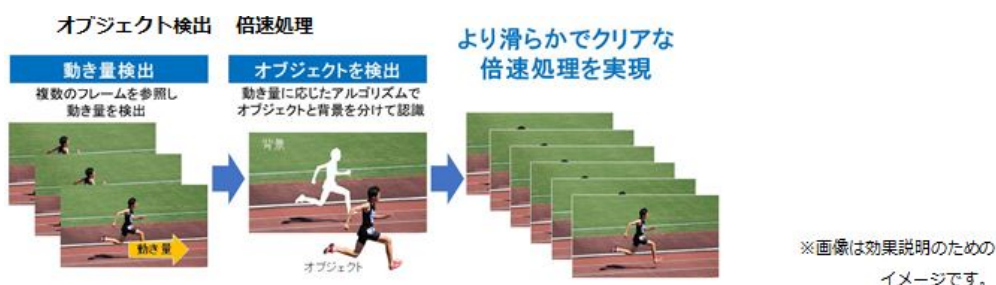 オブジェクト検出　倍速処理
動き量検出
複数のフレームを参照し
動き量を検出
動き量
オブジェクトを検出
動き量に応じたアルゴリズムで
オブジェクトと背景を分けて認識
背景
オブジェクト
より滑らかでクリアな
倍速処理を実現
※画像は効果説明のための
イメージです。